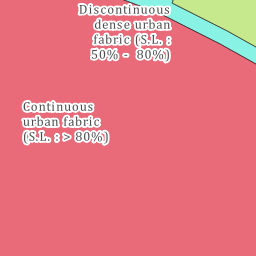 Discontinuous
dense urban
fabric (S.L. :
50% - 80%)
Continuous
urban fabric
(S.L. : > 80%)